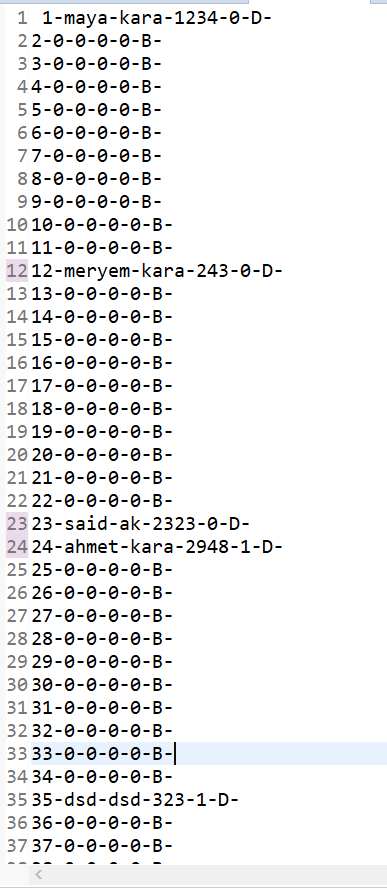 1 1-maya-kara-1234-0-D-
2 2-0-0-0-0-B-
3 3-0-0-0-0-B-
4 4-0-0-0-0-B-
5 5-0-0-0-0-B-
6 6-0-0-0-0-B-
7 7-0-0-0-0-B-
8 8-0-0-0-0-B-
9 9-0-0-0-0-B-
10 10-0-0-0-0-B-
11 11-0-0-0-0-B-
12 12-meryem-kara-243-0-D-
13 13-0-0-0-0-B-
14 14-0-0-0-0-B-
15 15-0-0-0-0-B-
16 16-0-0-0-0-B-
17 17-0-0-0-0-B-
18 18-0-0-0-0-B-
19 19-0-0-0-0-B-
20 20-0-0-0-0-B-
21 21-0-0-0-0-B-
22 22-0-0-0-0-B-
23 23-said-ak-2323-0-D-
24 24-ahmet-kara-2948-1-D-
25 25-0-0-0-0-B-
26 26-0-0-0-0-B-
27 27-0-0-0-0-B-
28 28-0-0-0-0-B-
29 29-0-0-0-0-B-
30 30-0-0-0-0-B-
31 31-0-0-0-0-B-
32 32-0-0-0-0-B-
33 33-0-0-0-0-B-
34 34-0-0-0-0-B-
35 35-dsd-dsd-323-1-D-
36 36-0-0-0-0-B-
37 37-0-0-0-0-B-